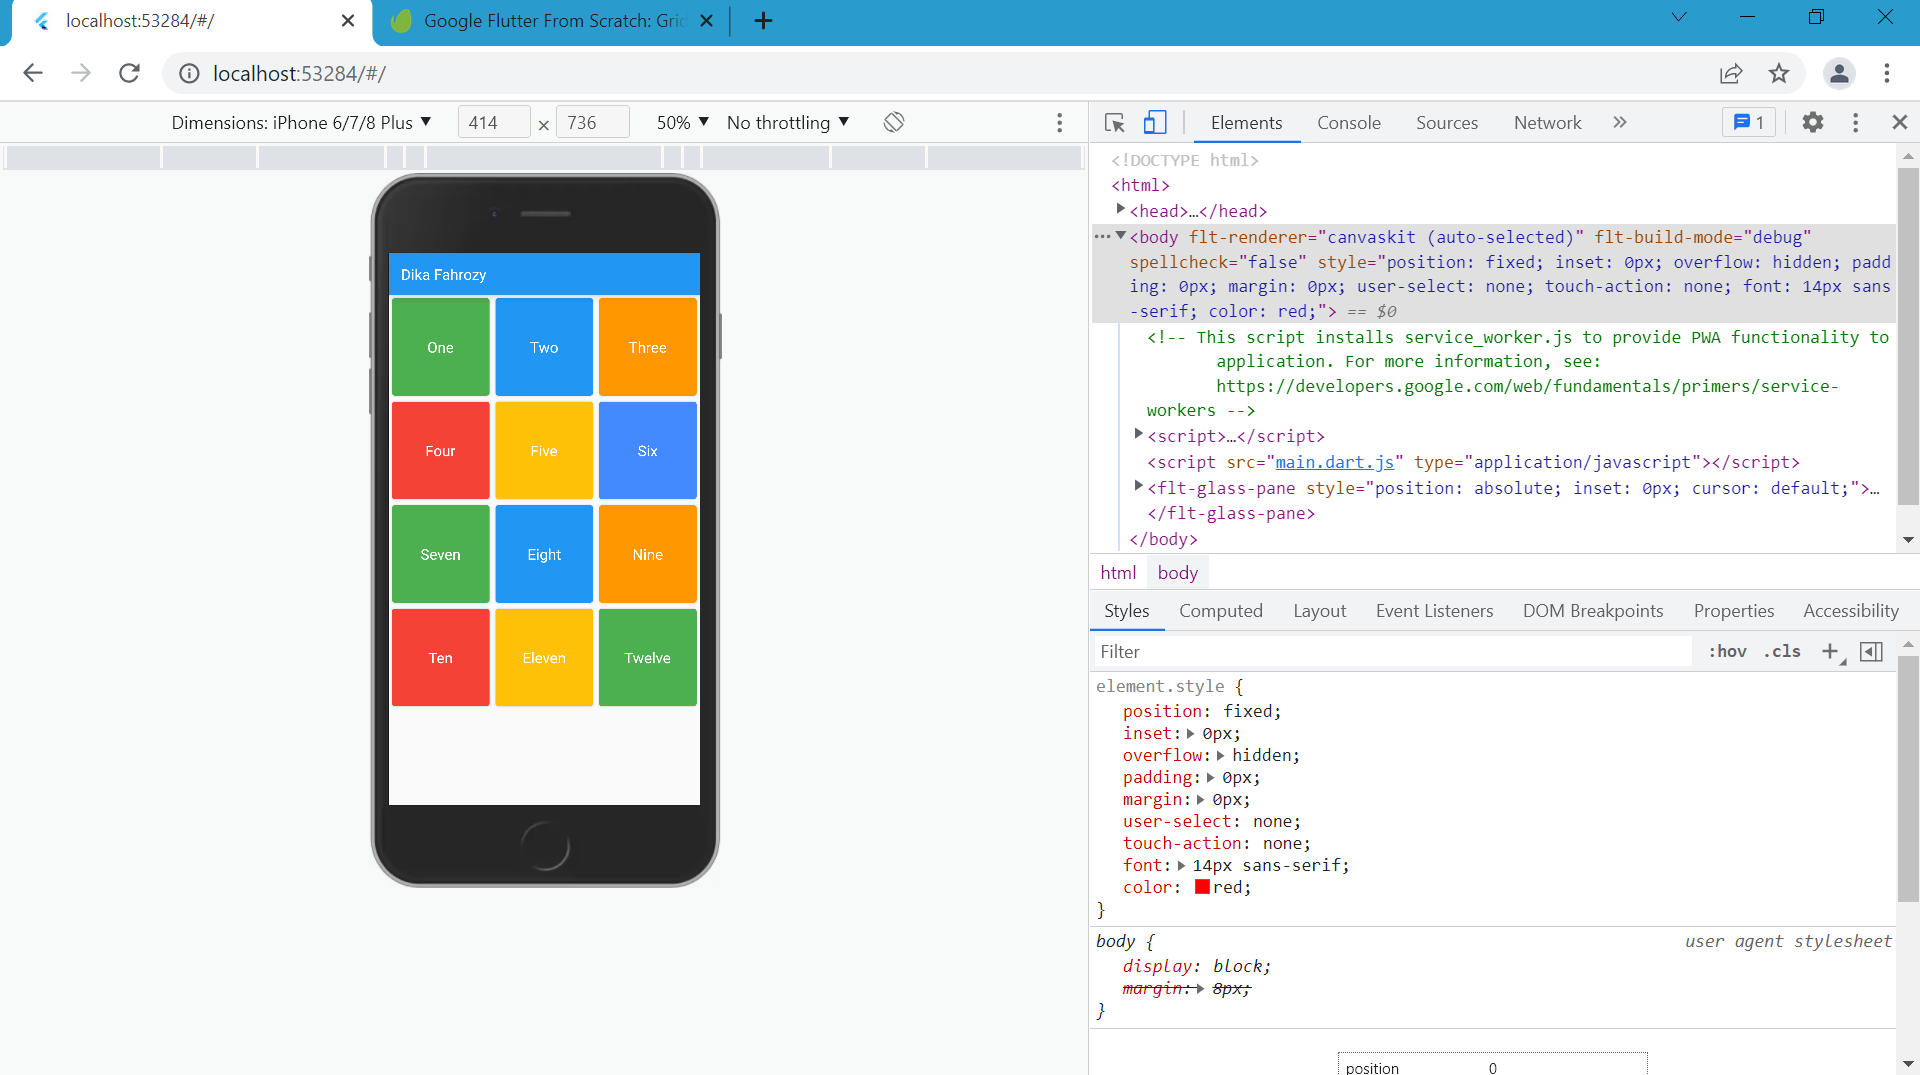 localhost:53284/#/
Google Flutter From Scratch: Grid
localhost:53284/#/
Dimensions: iPhone 6/7/8 Plus ▼ 414 × 736 50% ▼ No throttling ▼
Elements Console Sources Network » 1
<!DOCTYPE html>
<html>
<head>…</head>
<body flt-renderer="canvaskit (auto-selected)" flt-build-mode="debug"
spellcheck="false" style="position: fixed; inset: 0px; overflow: hidden; padd
ing: 0px; margin: 0px; user-select: none; touch-action: none; font: 14px sans
-serif; color: red;"> == $0
<!-- This script installs service_worker.js to provide PWA functionality to
application. For more information, see:
https://developers.google.com/web/fundamentals/primers/service-
workers -->
<script>…</script>
<script src="main.dart.js" type="application/javascript"></script>
<flt-glass-pane style="position: absolute; inset: 0px; cursor: default;">…
</flt-glass-pane>
</body>
html body
Styles Computed Layout Event Listeners DOM Breakpoints Properties Accessibility
Filter :hov .cls +
element.style {
position: fixed;
inset: 0px;
overflow: hidden;
padding: 0px;
margin: 0px;
user-select: none;
touch-action: none;
font: 14px sans-serif;
color: red;
}
body { user agent stylesheet
display: block;
margin: 8px;
}
position 0
Dika Fahrozy
One Two Three
Four Five Six
Seven Eight Nine
Ten Eleven Twelve